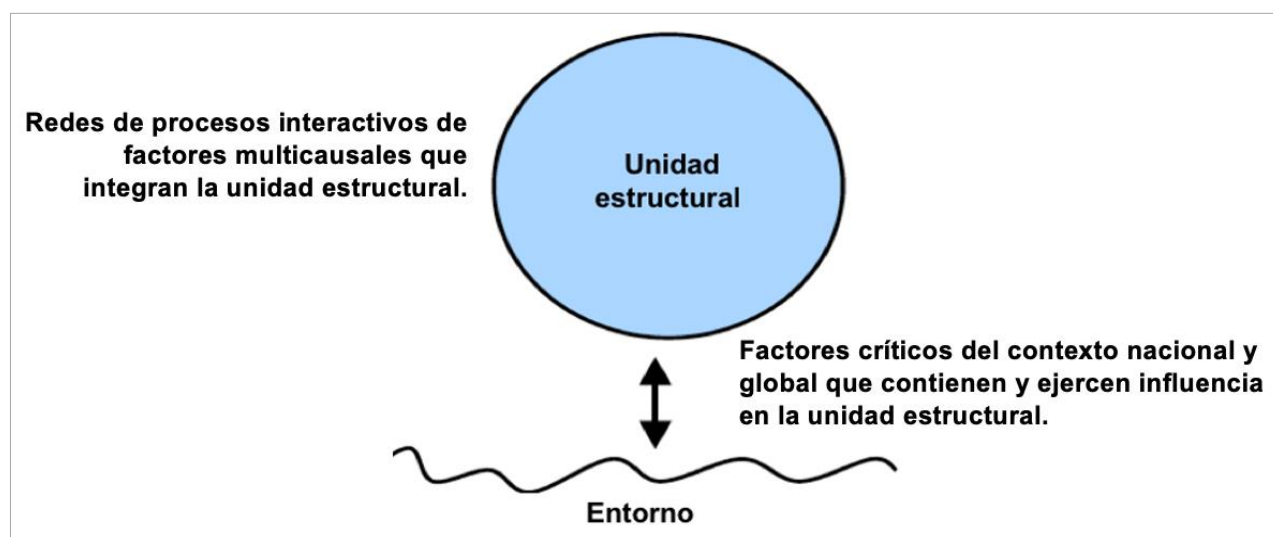 Redes de procesos interactivos de
factores multicausales que
integran la unidad estructural.
Unidad
estructural
Factores críticos del contexto nacional y
global que contienen y ejercen influencia
en la unidad estructural.
Entorno